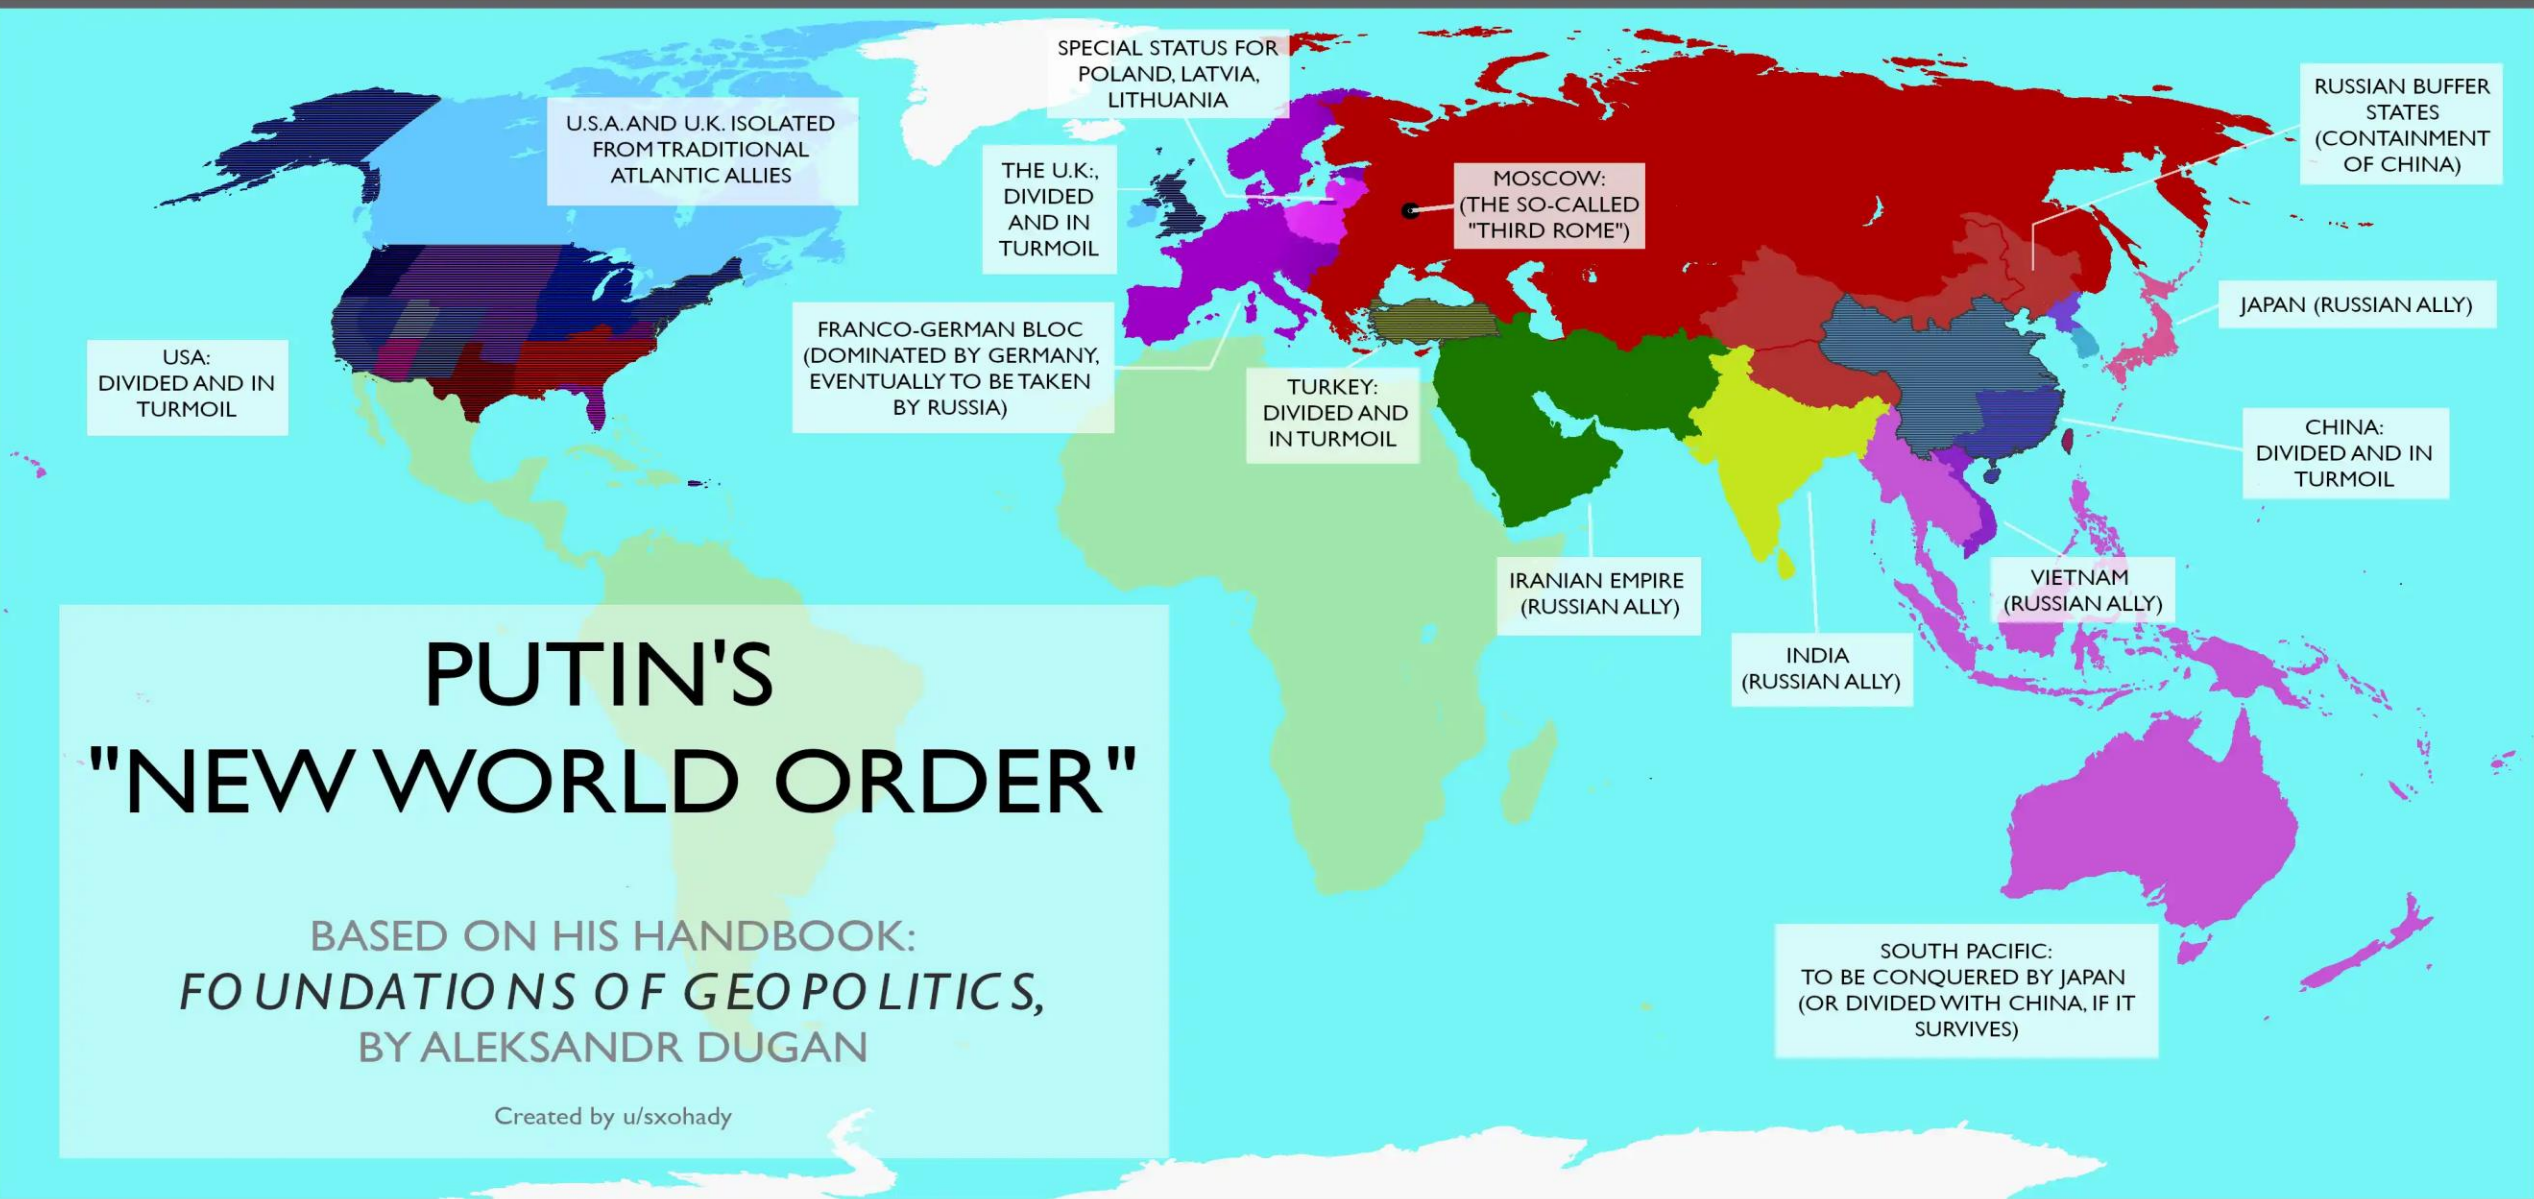 SPECIAL STATUS FOR
POLAND, LATVIA,
LITHUANIA
RUSSIAN BUFFER
STATES
(CONTAINMENT
OF CHINA)
U.S.A. AND U.K. ISOLATED
FROM TRADITIONAL
ATLANTIC ALLIES
THE U.K:,
DIVIDED
AND IN
TURMOIL
MOSCOW:
(THE SO-CALLED
"THIRD ROME")
JAPAN (RUSSIAN ALLY)
FRANCO-GERMAN BLOC
(DOMINATED BY GERMANY,
EVENTUALLY TO BE TAKEN
BY RUSSIA)
USA:
DIVIDED AND IN
TURMOIL
TURKEY:
DIVIDED AND
IN TURMOIL
CHINA:
DIVIDED AND IN
TURMOIL
IRANIAN EMPIRE
(RUSSIAN ALLY)
VIETNAM
(RUSSIAN ALLY)
INDIA
(RUSSIAN ALLY)
PUTIN'S
"NEW WORLD ORDER"
BASED ON HIS HANDBOOK:
FOUNDATIONS OF GEOPOLITICS,
BY ALEKSANDR DUGAN
Created by u/sxohady
SOUTH PACIFIC:
TO BE CONQUERED BY JAPAN
(OR DIVIDED WITH CHINA, IF IT
SURVIVES)